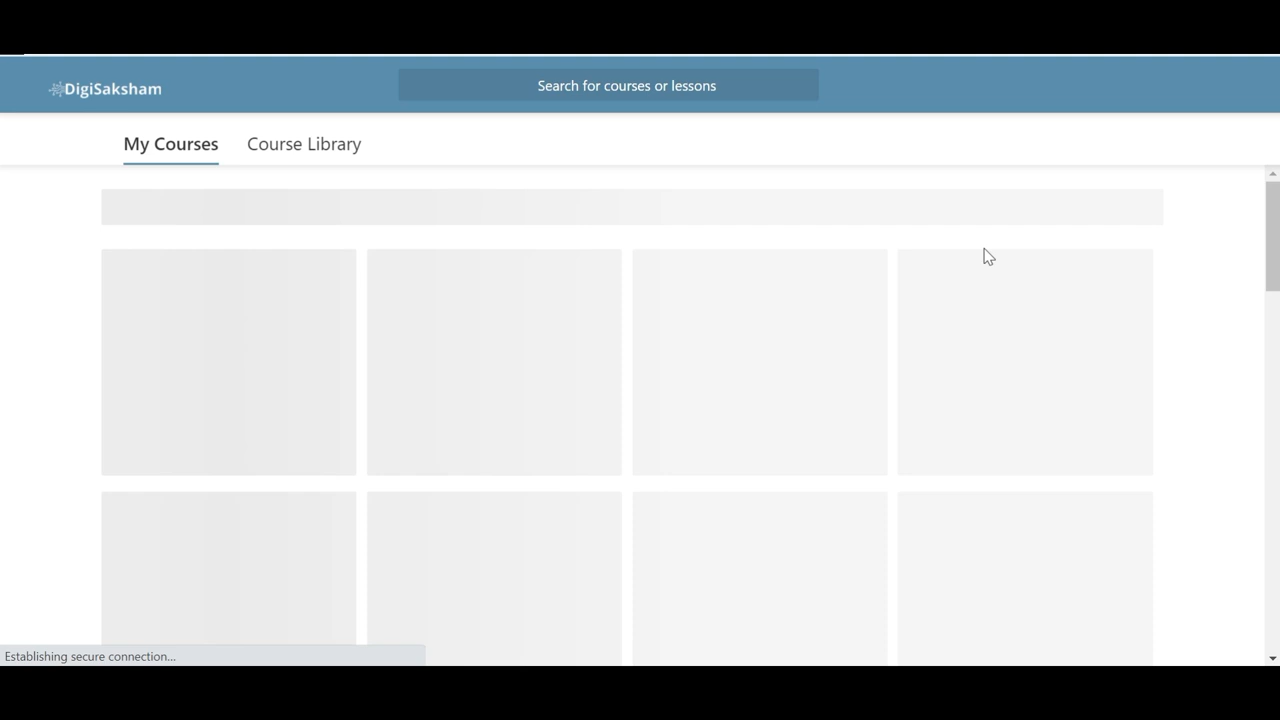 DigiSaksham
Search for courses or lessons
My Courses
Course Library
Establishing secure connection...